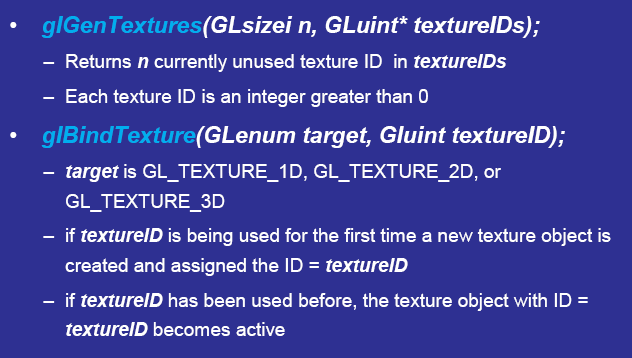 • glGenTextures(GLsizei n, GLuint* textureIDs);
– Returns n currently unused texture ID in textureIDs
– Each texture ID is an integer greater than 0
• glBindTexture(GLenum target, Gluint textureID);
– target is GL_TEXTURE_1D, GL_TEXTURE_2D, or
GL_TEXTURE_3D
– if textureID is being used for the first time a new texture object is
created and assigned the ID = textureID
– if textureID has been used before, the texture object with ID =
textureID becomes active